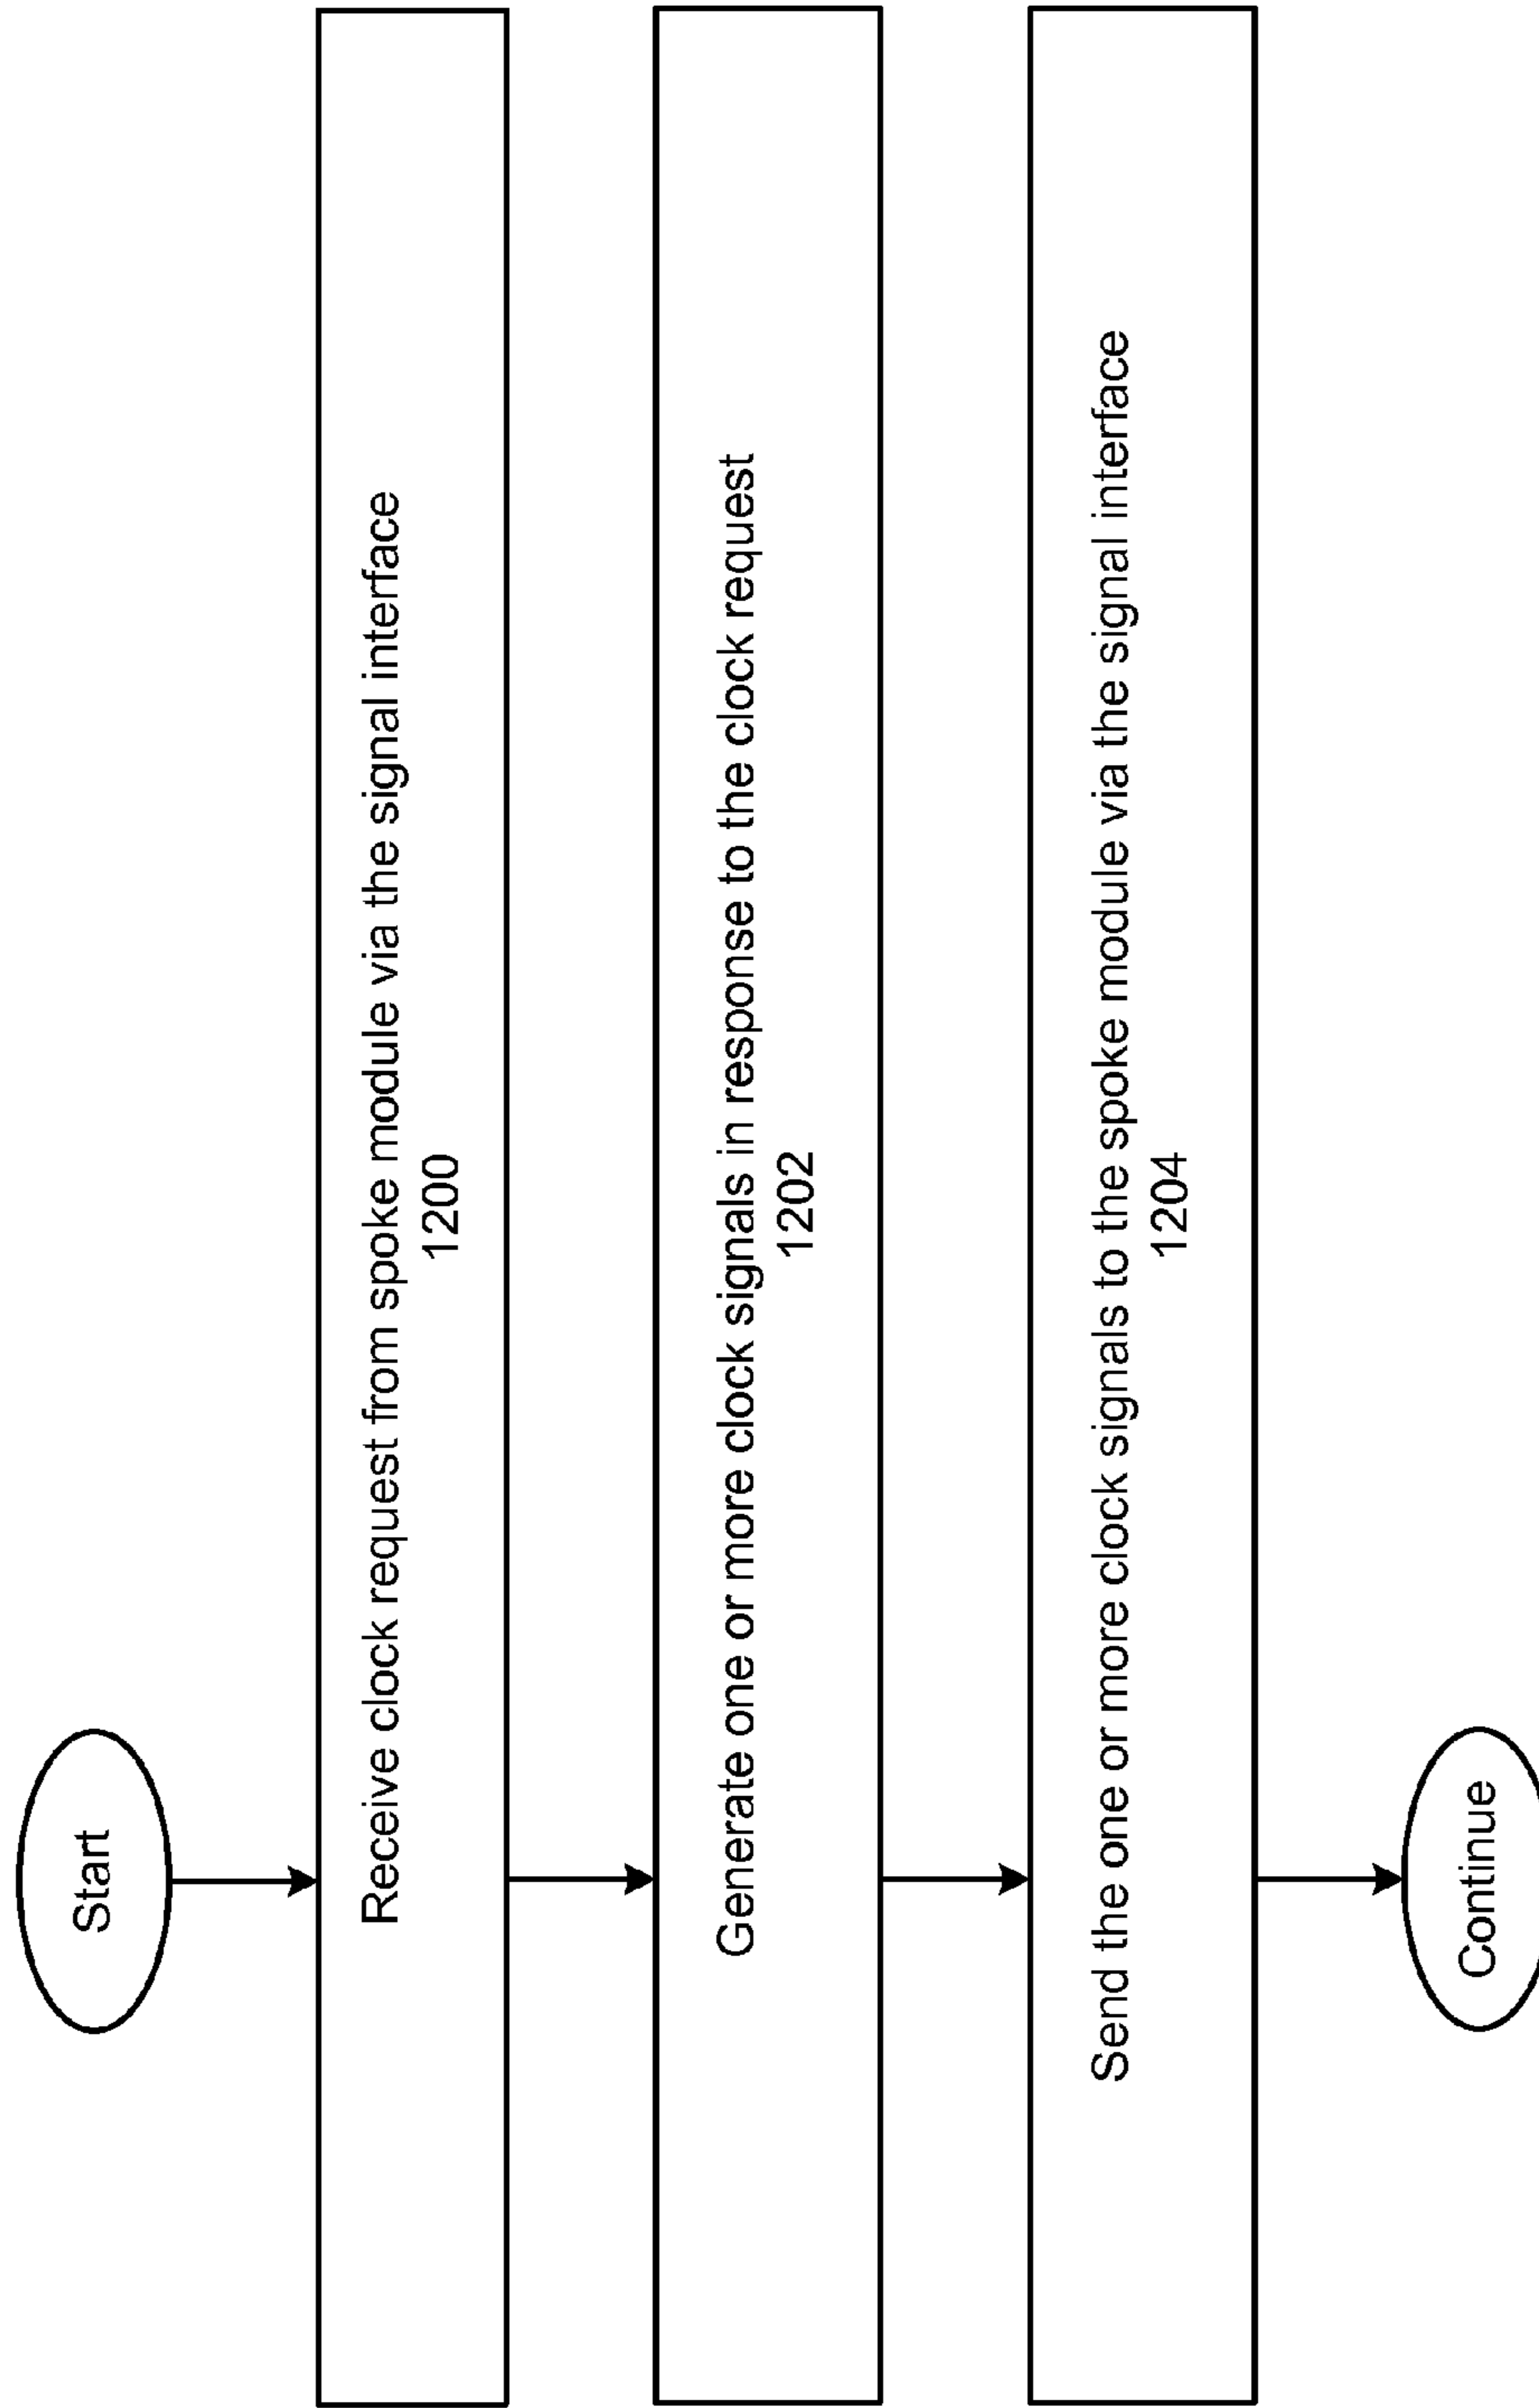 Start
Receive clock request from spoke module via the signal interface
1200
Generate one or more clock signals in response to the clock request
1202
Send the one or more clock signals to the spoke module via the signal interface
1204
Continue